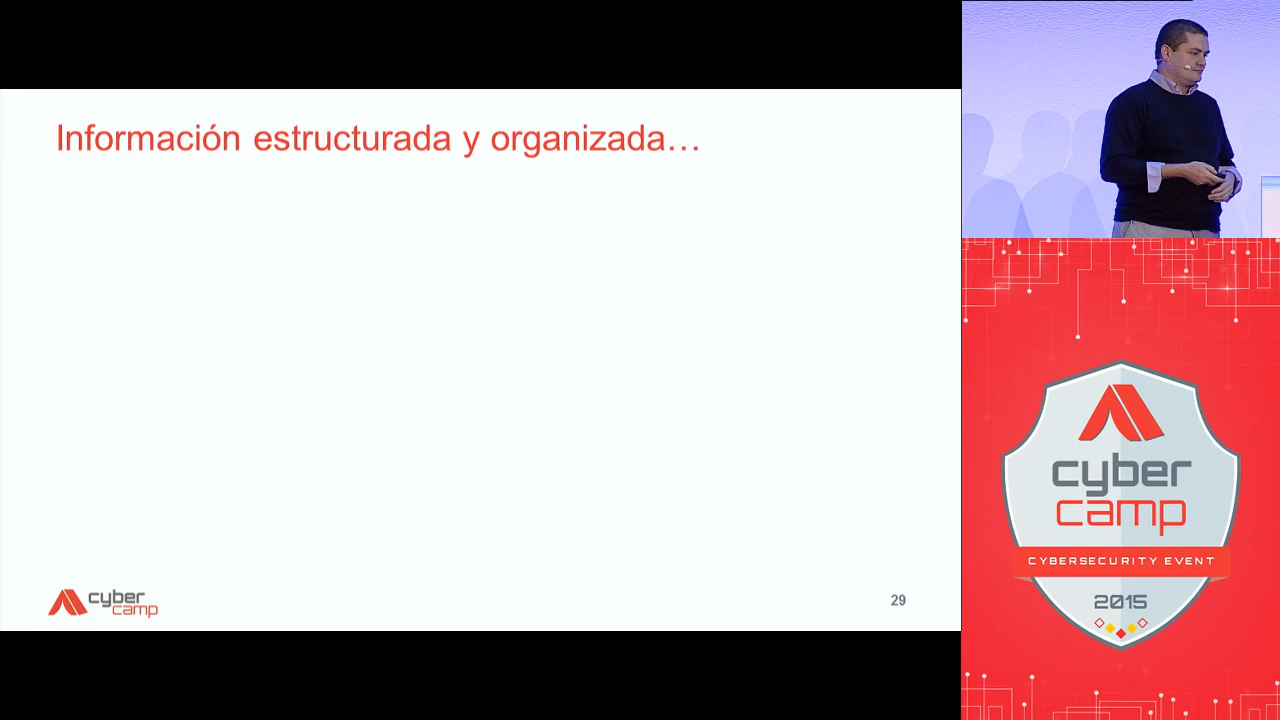 Información estructurada y organizada…
cyber
camp
29
cyber
camp
CYBERSECURITY EVENT
2015